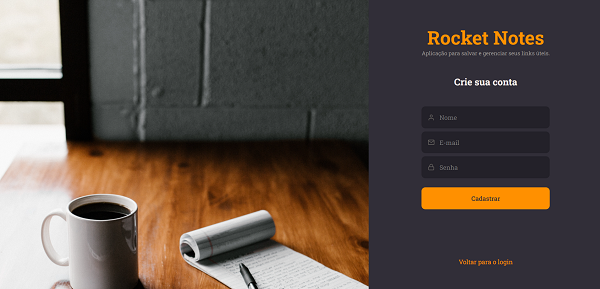 Rocket Notes
Aplicação para salvar e gerenciar seus links úteis.
Crie sua conta
Nome
E-mail
Senha
Cadastrar
Voltar para o login